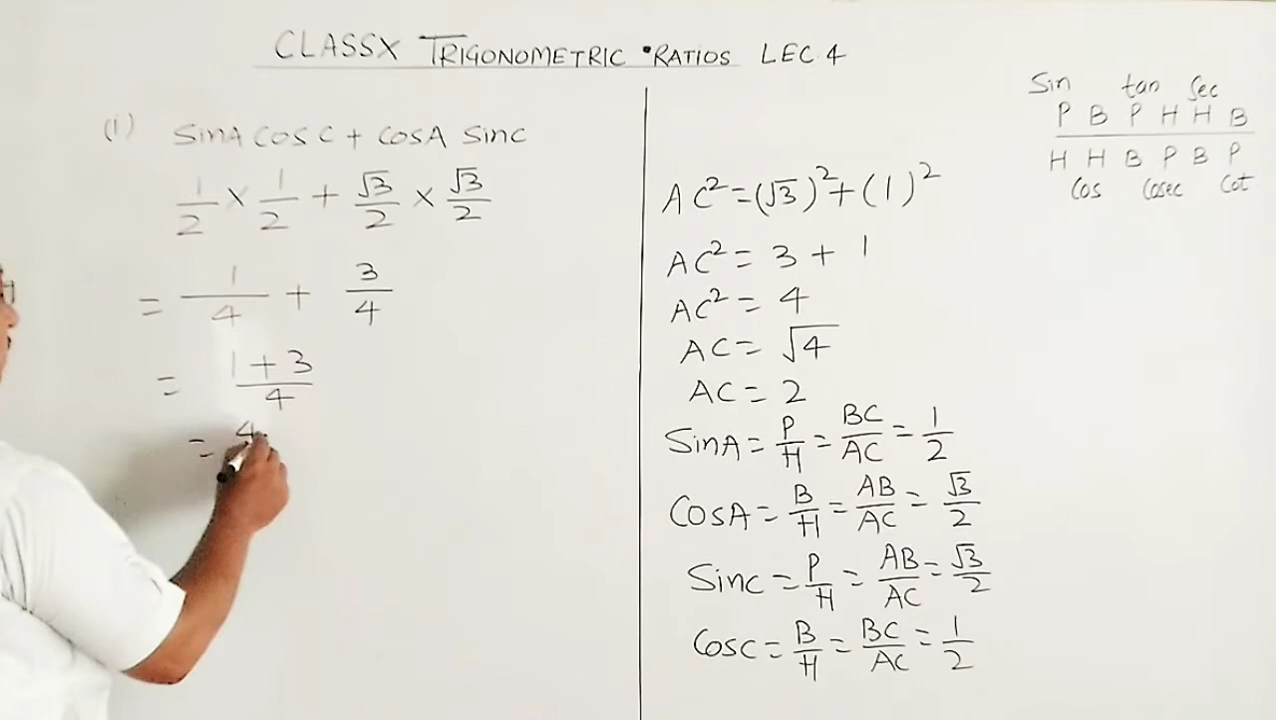 CLASSX TRIGONOMETRIC RATIOS LEC 4
(i) SinA CosC + CosA SinC
1/2 × 1/2 + √3/2 × √3/2
= 1/4 + 3/4
= 1+3/4
= 4
AC² = (√3)² + (1)²
AC² = 3 + 1
AC² = 4
AC = √4
AC = 2
SinA = P/H = BC/AC = 1/2
CosA = B/H = AB/AC = √3/2
Sinc = P/H = AB/AC = √3/2
Cosc = B/H = BC/AC = 1/2
Sin tan Sec
P B P H H B
H H B P B P
Cos Cosec Cot